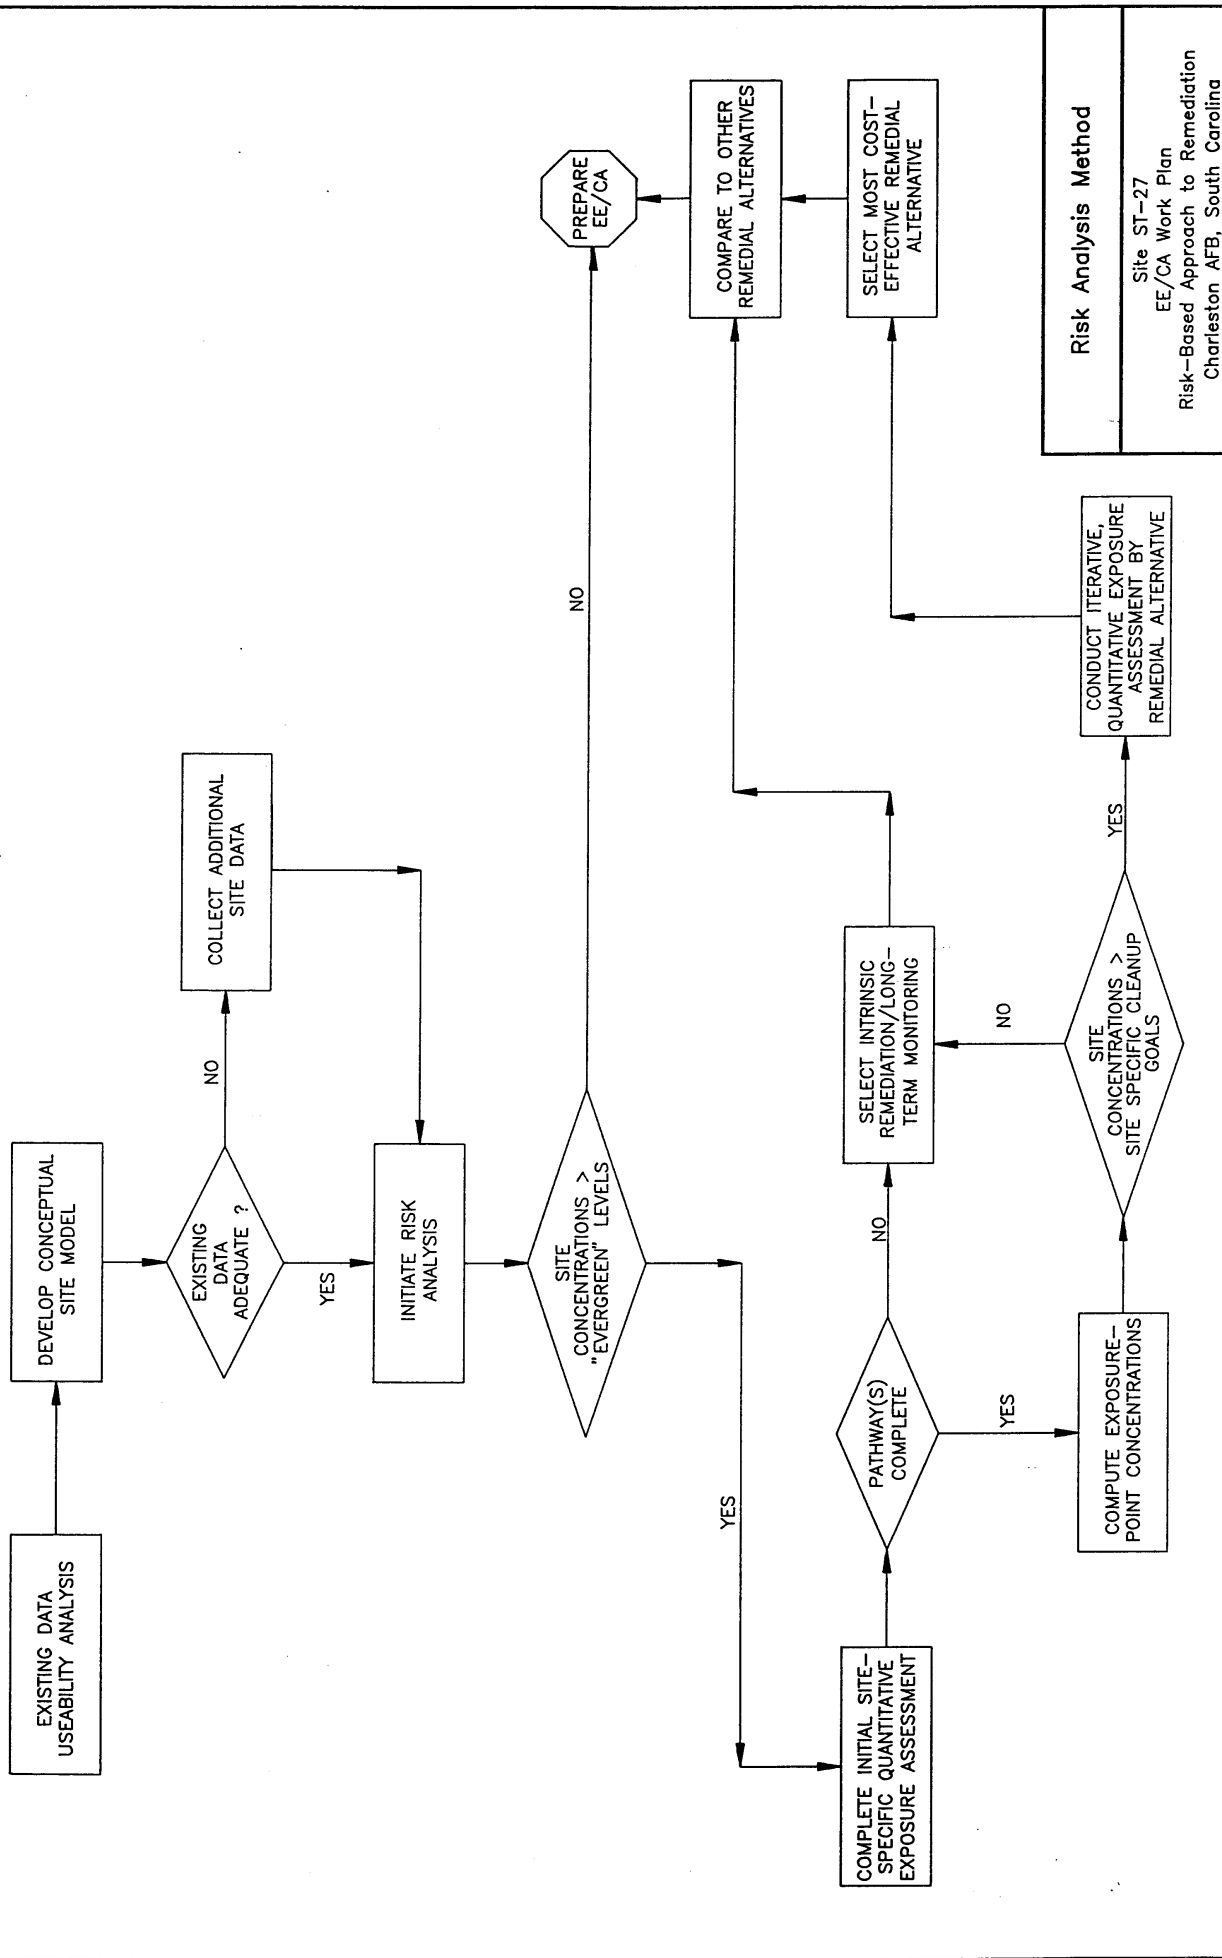 EXISTING DATA
USEABILITY ANALYSIS
DEVELOP CONCEPTUAL
SITE MODEL
EXISTING
DATA
ADEQUATE ?
NO
COLLECT ADDITIONAL
SITE DATA
YES
INITIATE RISK
ANALYSIS
SITE
CONCENTRATIONS >
"EVERGREEN" LEVELS
NO
PREPARE
EE/CA
YES
COMPLETE INITIAL SITE-
SPECIFIC QUANTITATIVE
EXPOSURE ASSESSMENT
PATHWAY(S)
COMPLETE
NO
SELECT INTRINSIC
REMEDIATION/LONG-
TERM MONITORING
COMPARE TO OTHER
REMEDIAL ALTERNATIVES
YES
COMPUTE EXPOSURE-
POINT CONCENTRATIONS
SITE
CONCENTRATIONS >
SITE SPECIFIC CLEANUP
GOALS
NO
YES
CONDUCT ITERATIVE,
QUANTITATIVE EXPOSURE
ASSESSMENT BY
REMEDIAL ALTERNATIVE
SELECT MOST COST-
EFFECTIVE REMEDIAL
ALTERNATIVE
Risk Analysis Method
Site ST-27
EE/CA Work Plan
Risk-Based Approach to Remediation
Charleston AFB, South Carolina